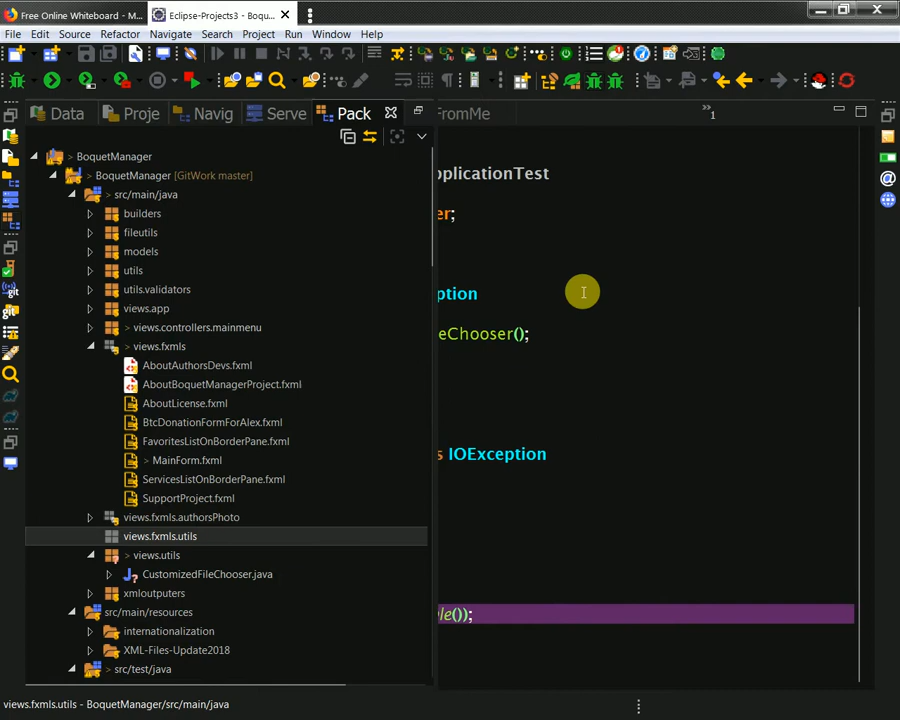 Free Online Whiteboard - M...
Eclipse-Projects3 - Boqu...
File Edit Source Refactor Navigate Search Project Run Window Help
Data Proje Navig Serve Pack FromMe
1
> BoquetManager
BoquetManager [GitWork master]
src/main/java
builders
fileutils
models
utils
utils.validators
views.app
> views.controllers.mainmenu
> views.fxmls
AboutAuthorsDevs.fxml
AboutBoquetManagerProject.fxml
AboutLicense.fxml
BtcDonationFormForAlex.fxml
FavoritesListOnBorderPane.fxml
> MainForm.fxml
ServicesListOnBorderPane.fxml
SupportProject.fxml
views.fxmls.authorsPhoto
views.fxmls.utils
> views.utils
CustomizedFileChooser.java
xmloutputers
src/main/resources
internationalization
XML-Files-Update2018
src/test/java
pplicationTest
er;
ption
eChooser();
s IOException
le());
views.fxmls.utils - BoquetManager/src/main/java